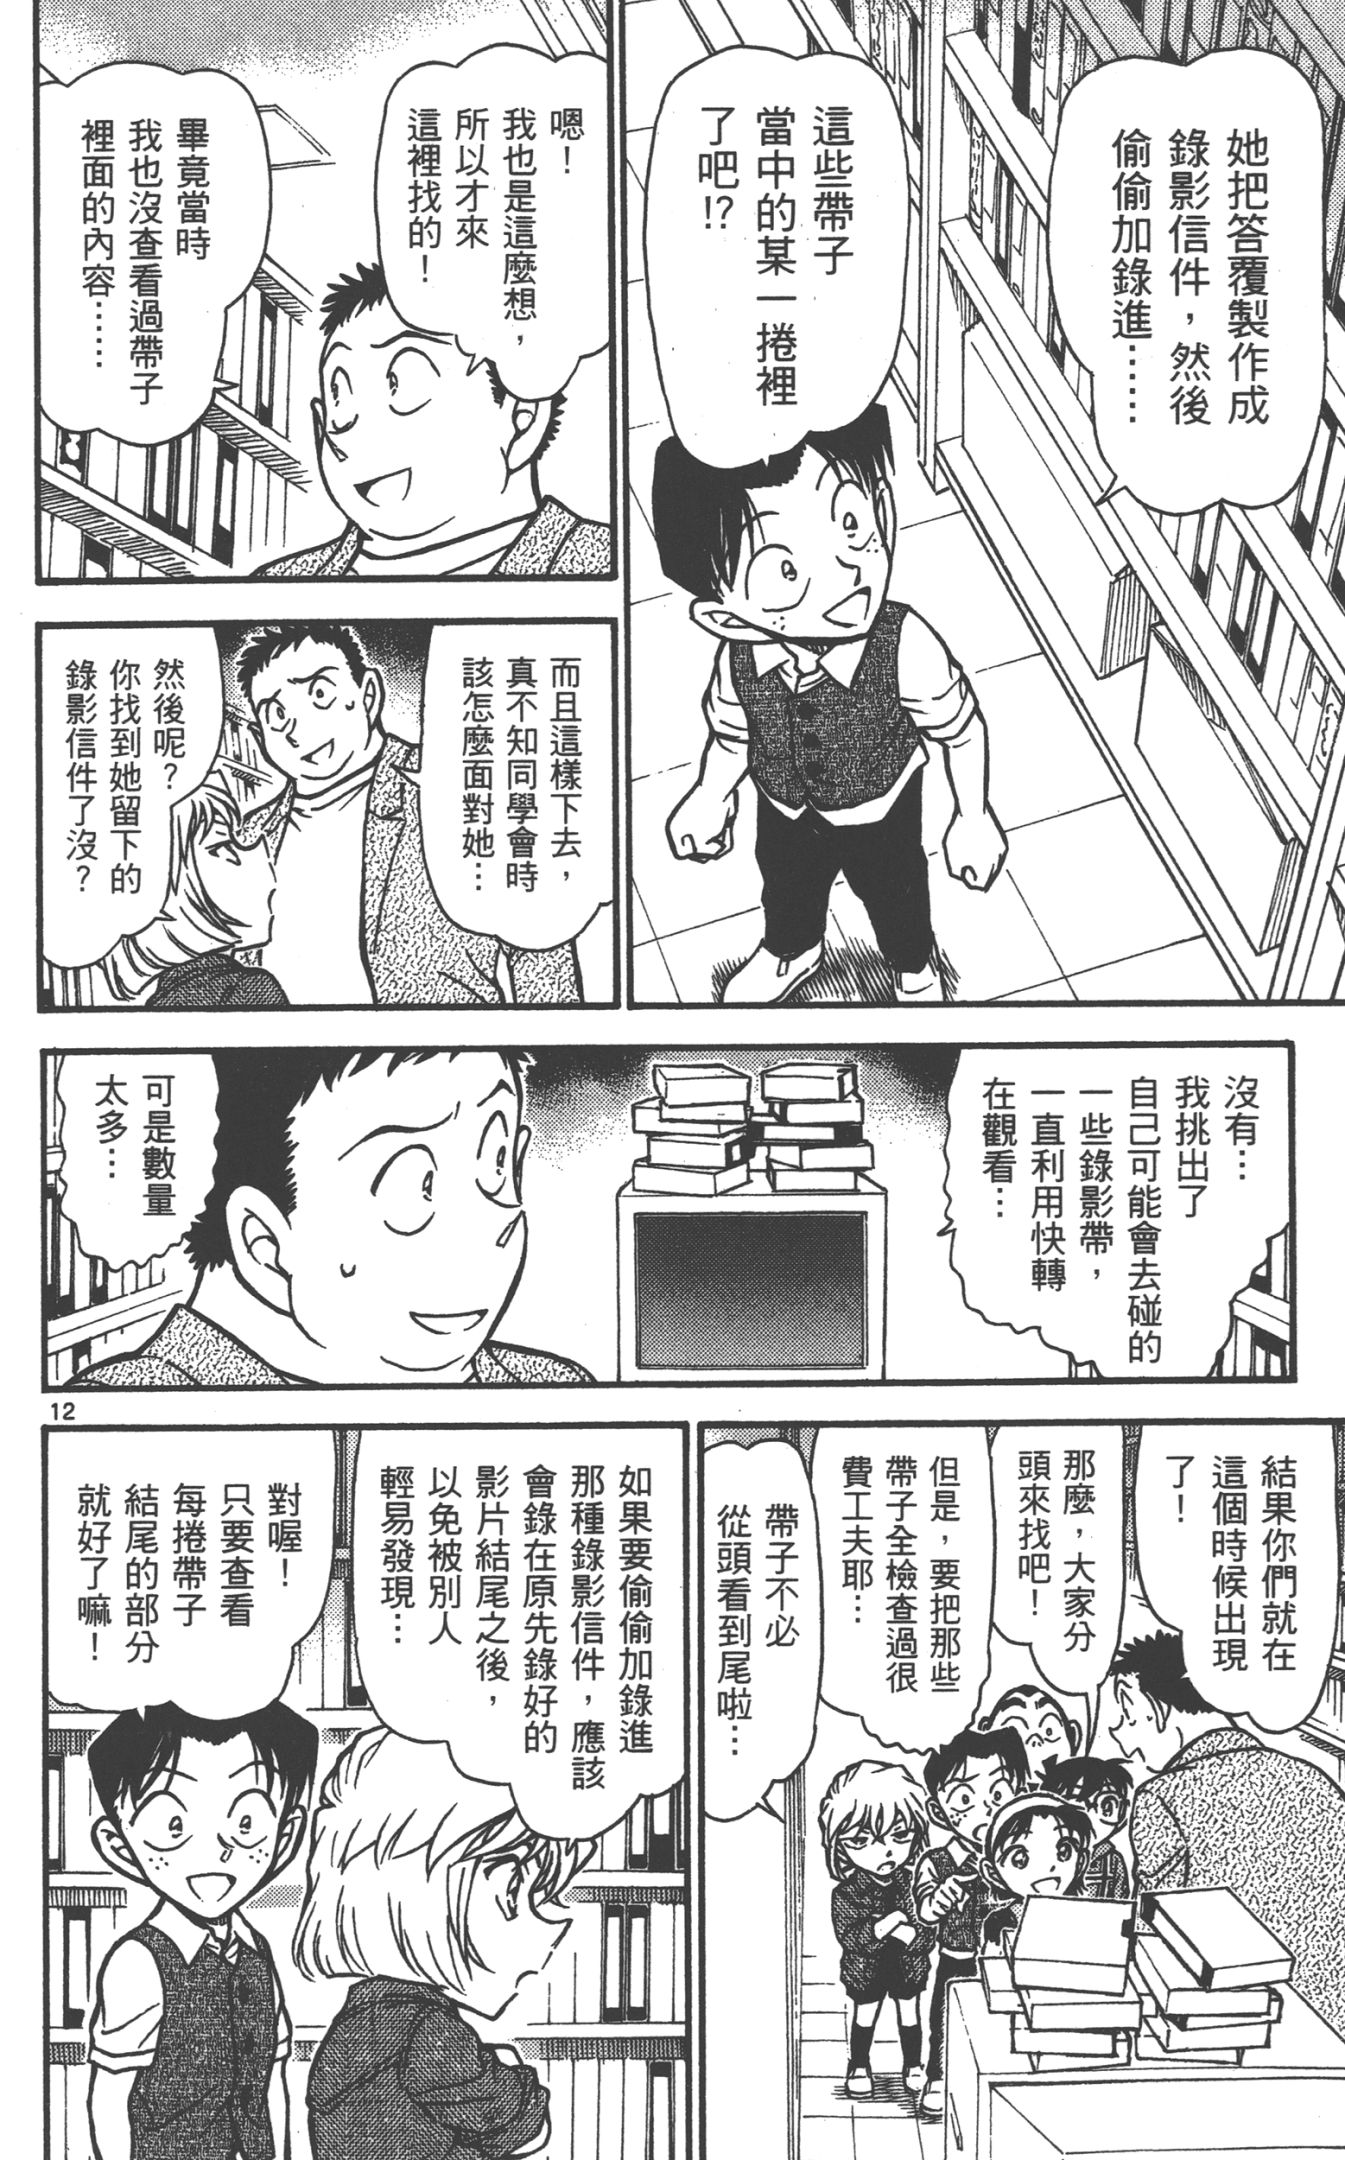 她把答覆製作成
錄影信件，然後
偷偷加錄進……
這些帶子
當中的某一捲裡
了吧!?
嗯！
我也是這麼想，
所以才來
這裡找的！
畢竟當時
我也沒查看過帶子
裡面的內容……
而且這樣下去，
真不知同學會時
該怎麼面對她…
然後呢？
你找到她留下的
錄影信件了沒？
沒有…
我挑出了
自己可能會去碰的
一些錄影帶，
一直利用快轉
在觀看…
可是數量
太多…
12
結果你們就在
這個時候出現
了！
那麼，大家分
頭來找吧！
但是，要把那些
帶子全檢查過很
費工夫耶…
帶子不必
從頭看到尾啦…
如果要偷偷加錄進
那種錄影信件，應該
會錄在原先錄好的
影片結尾之後，
以免被別人
輕易發現…
對喔！
只要查看
每捲帶子
結尾的部分
就好了嘛！